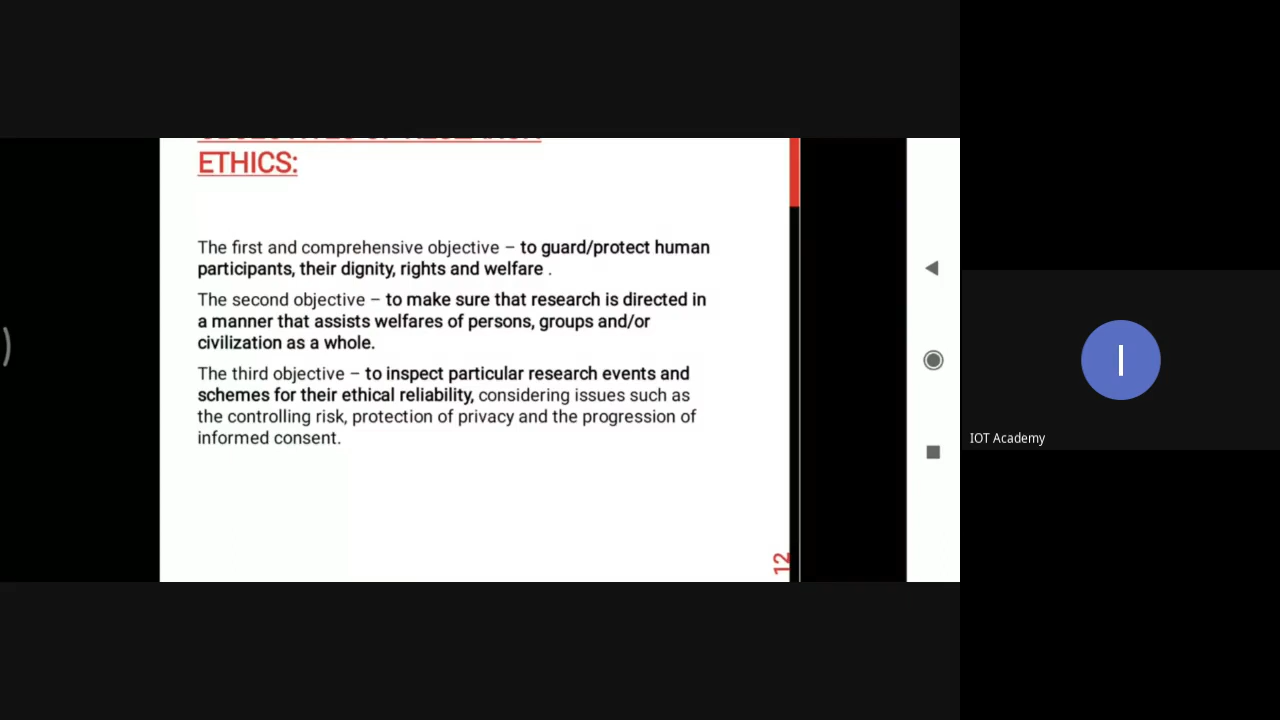 ETHICS:
The first and comprehensive objective – to guard/protect human
participants, their dignity, rights and welfare .
The second objective – to make sure that research is directed in
a manner that assists welfares of persons, groups and/or
civilization as a whole.
The third objective – to inspect particular research events and
schemes for their ethical reliability, considering issues such as
the controlling risk, protection of privacy and the progression of
informed consent.
12
I
IOT Academy